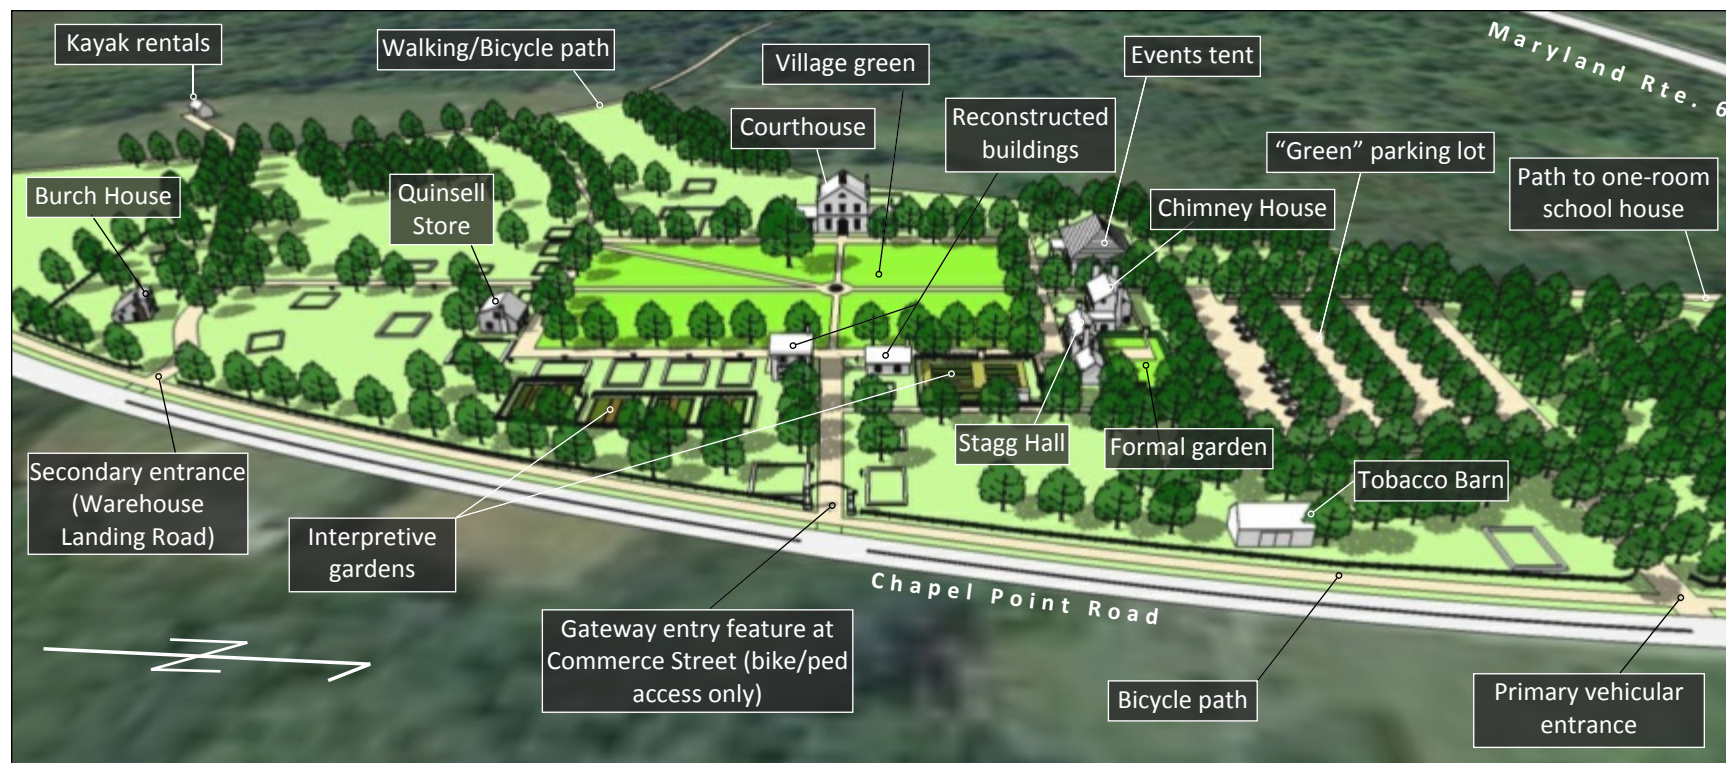 Kayak rentals
Walking/Bicycle path
Village green
Events tent
Maryland Rte. 6
Courthouse
Reconstructed
buildings
"Green" parking lot
Path to one-room
school house
Burch House
Quinsell
Store
Chimney House
Secondary entrance
(Warehouse
Landing Road)
Stagg Hall
Formal garden
Tobacco Barn
Interpretive
gardens
Chapel Point Road
Gateway entry feature at
Commerce Street (bike/ped
access only)
Bicycle path
Primary vehicular
entrance
N